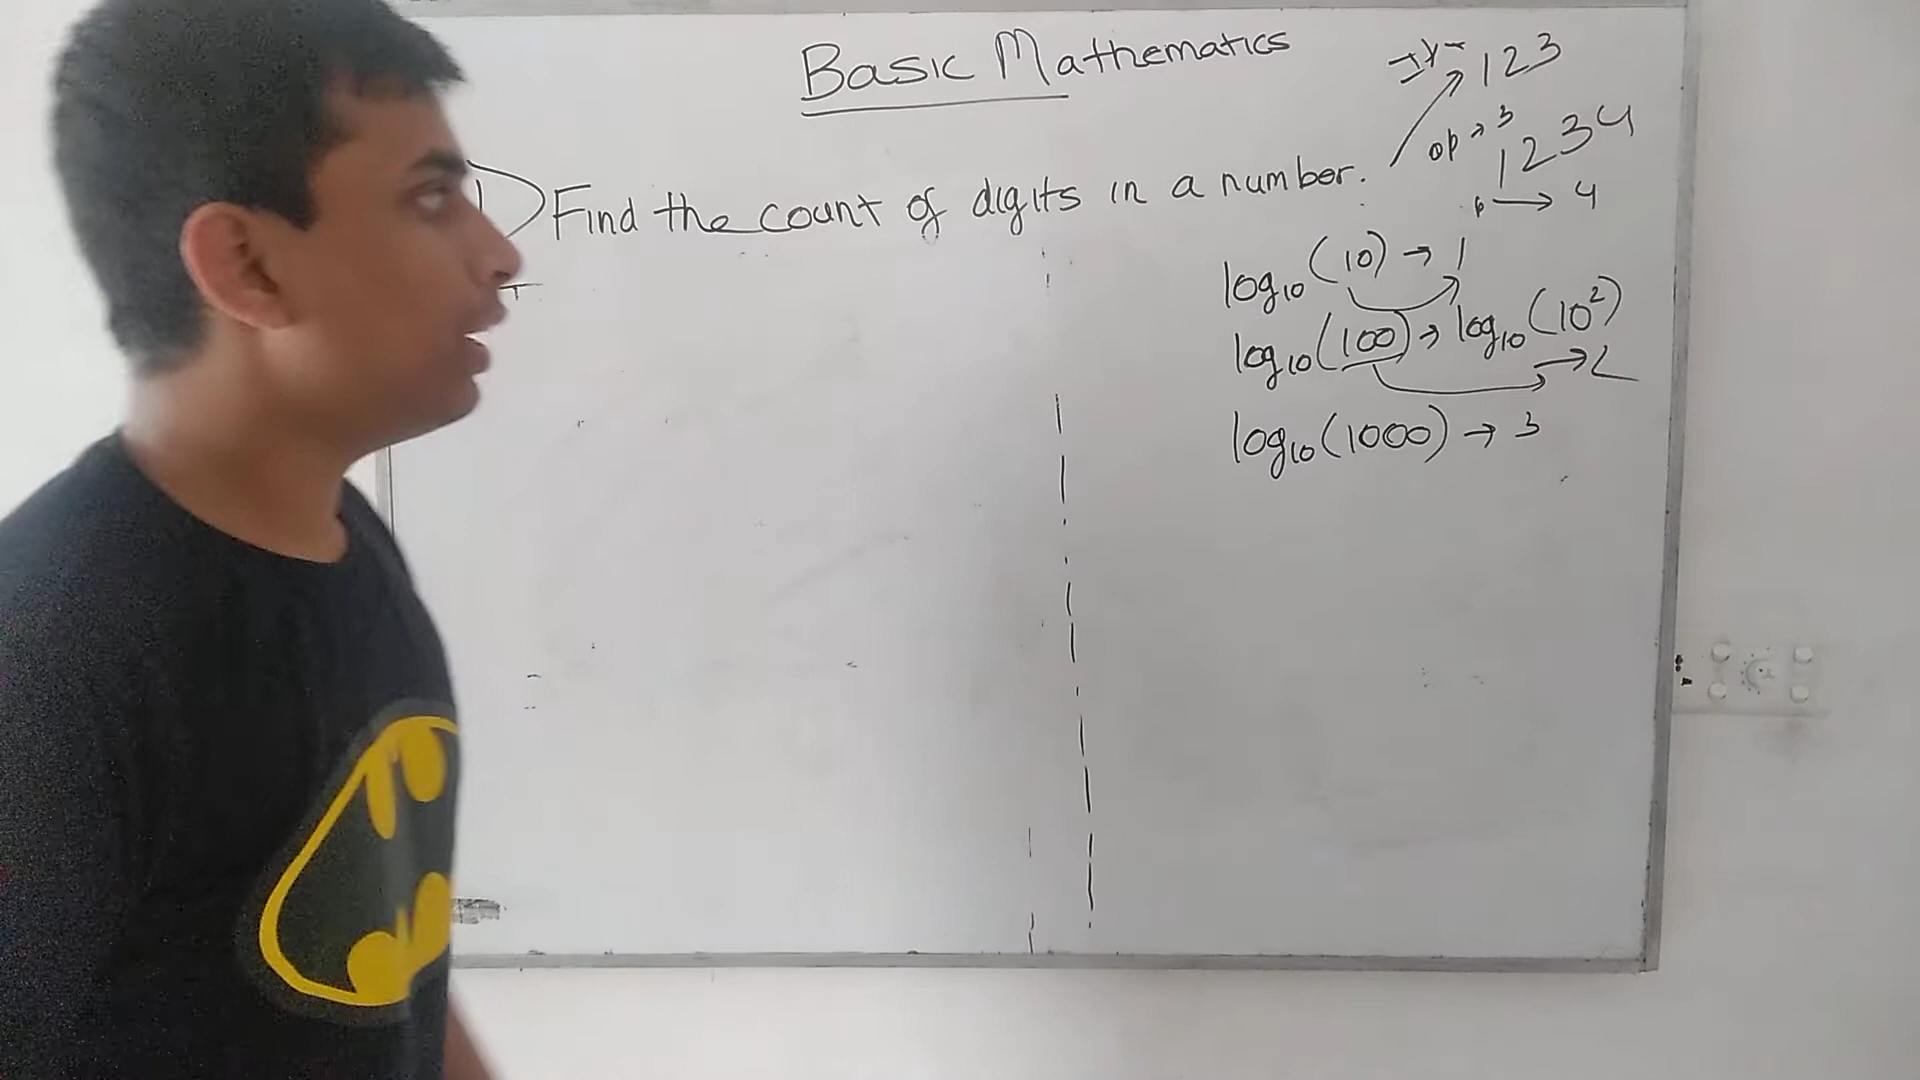 Basic Mathematics
I/P → 123
O/P → 3
1) Find the count of digits in a number.
1234
→ 4
log₁₀(10) → 1
log₁₀(100) → log₁₀(10²)
→ 2
log₁₀(1000) → 3